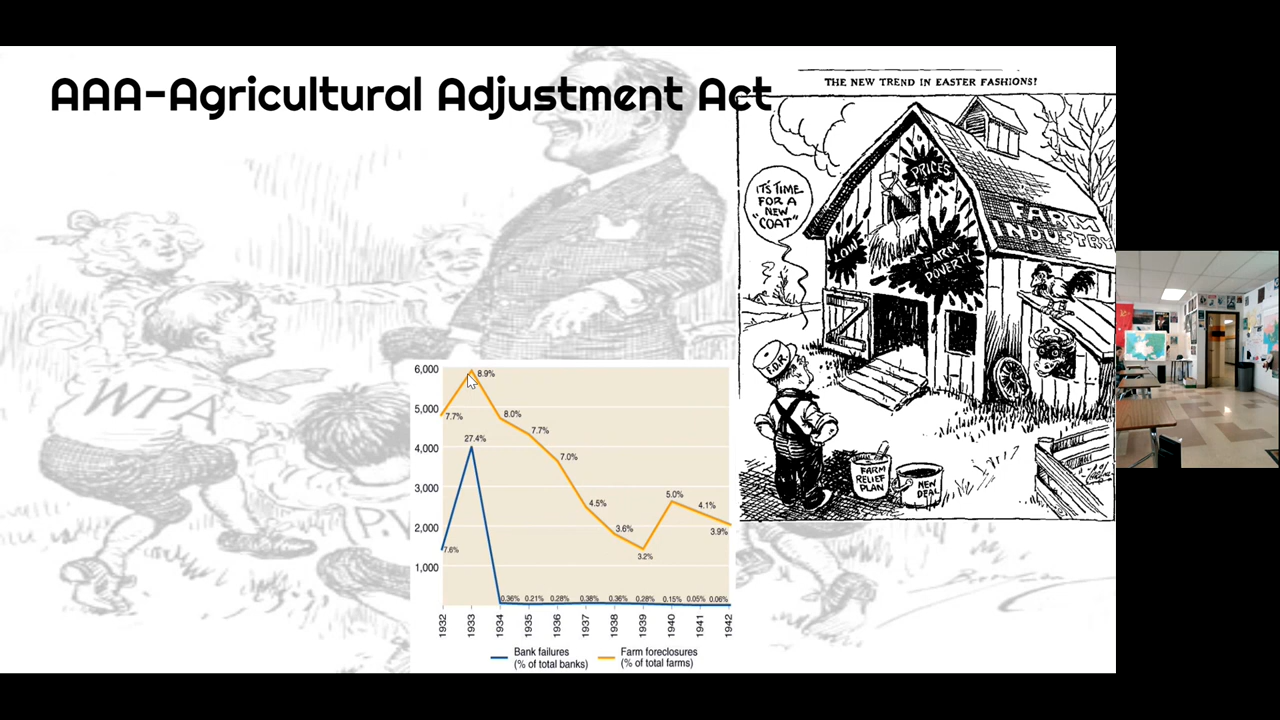 AAA-Agricultural Adjustment Act
THE NEW TREND IN EASTER FASHIONS?
IT'S TIME
FOR A
NEW
"COAT"
PRICES
LOW
FARM
POVERTY
FARM
INDUSTRY
F.D.R.
FARM
RELIEF
PLAN
NEW
DEAL
WPA
6,000
5,000
4,000
3,000
2,000
1,000
8.9%
7.7%
27.4%
8.0%
7.7%
7.0%
4.5%
3.6%
3.2%
5.0%
4.1%
3.9%
7.6%
0.36%
0.21%
0.28%
0.38%
0.36%
0.28%
0.15%
0.05%
0.06%
1932
1933
1934
1935
1936
1937
1938
1939
1940
1941
1942
Bank failures
(% of total banks)
Farm foreclosures
(% of total farms)